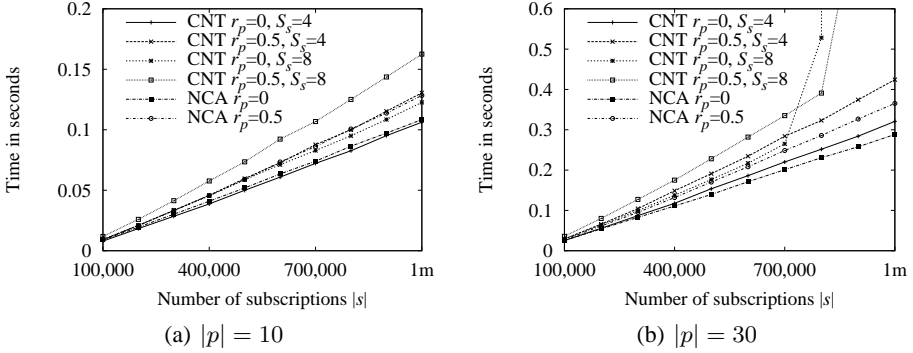 Time in seconds
0.2
0.15
0.1
0.05
0
CNT r_p=0, S_s=4
CNT r_p=0.5, S_s=4
CNT r_p=0, S_s=8
CNT r_p=0.5, S_s=8
NCA r_p=0
NCA r_p=0.5
100,000 400,000 700,000 1m
Number of subscriptions |s|
(a) |p| = 10
Time in seconds
0.6
0.5
0.4
0.3
0.2
0.1
0
CNT r_p=0, S_s=4
CNT r_p=0.5, S_s=4
CNT r_p=0, S_s=8
CNT r_p=0.5, S_s=8
NCA r_p=0
NCA r_p=0.5
100,000 400,000 700,000 1m
Number of subscriptions |s|
(b) |p| = 30